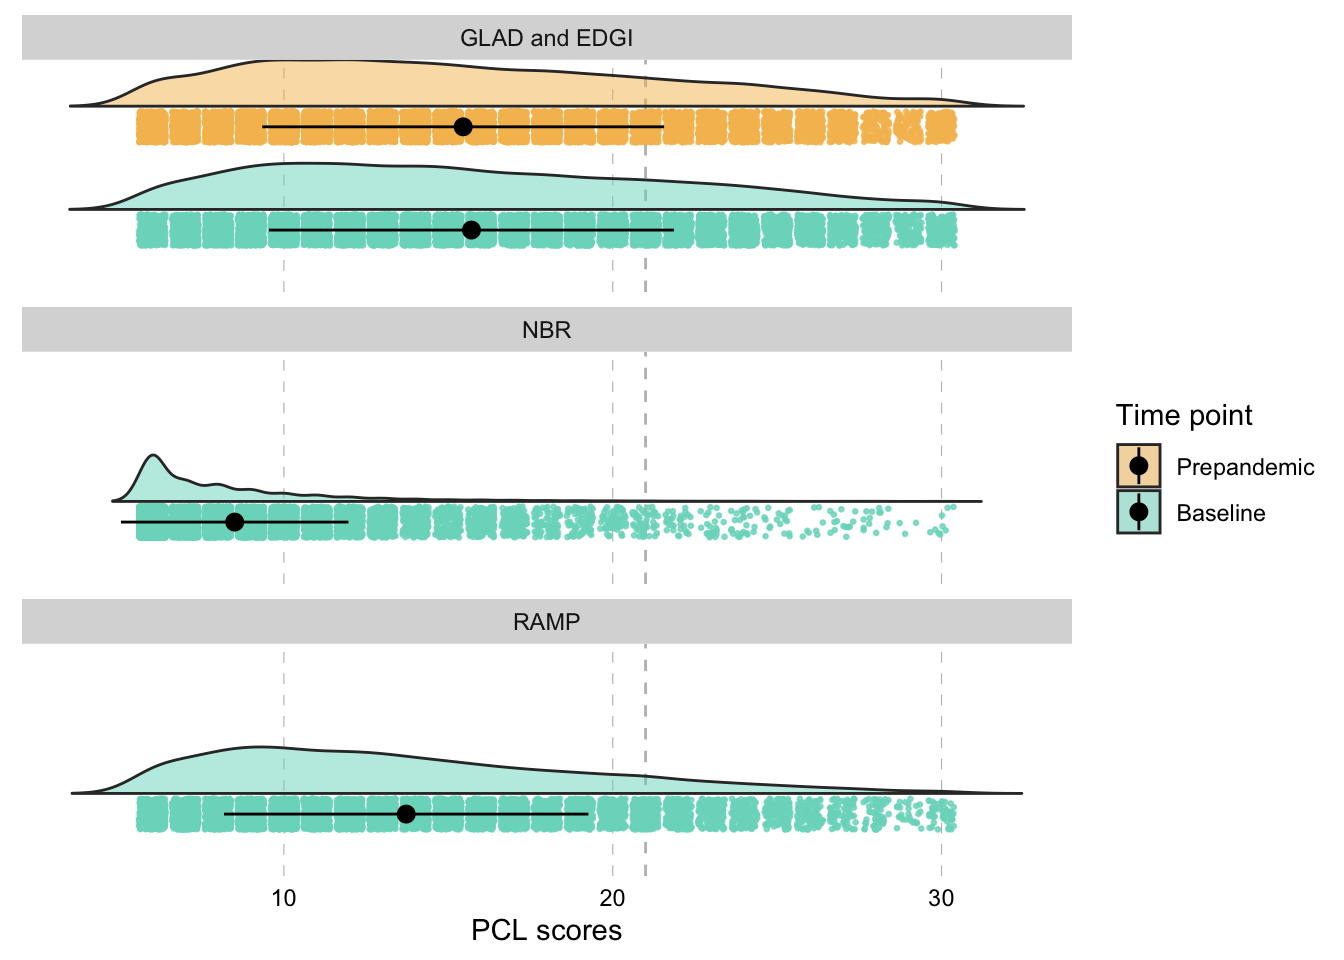 GLAD and EDGI
NBR
Time point
Prepandemic
Baseline
RAMP
10 20 30
PCL scores